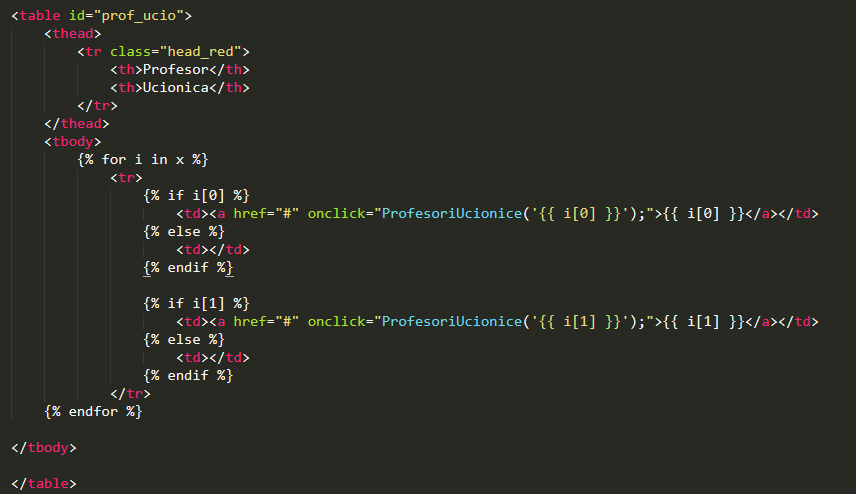 <table id="prof_ucio">
    <thead>
        <tr class="head_red">
            <th>Profesor</th>
            <th>Ucionica</th>
        </tr>
    </thead>
    <tbody>
        {% for i in x %}
            <tr>
                {% if i[0] %}
                    <td><a href="#" onclick="ProfesoriUcionice('{{ i[0] }}');">{{ i[0] }}</a></td>
                {% else %}
                    <td></td>
                {% endif %}

                {% if i[1] %}
                    <td><a href="#" onclick="ProfesoriUcionice('{{ i[1] }}');">{{ i[1] }}</a></td>
                {% else %}
                    <td></td>
                {% endif %}
            </tr>
    {% endfor %}

</tbody>

</table>